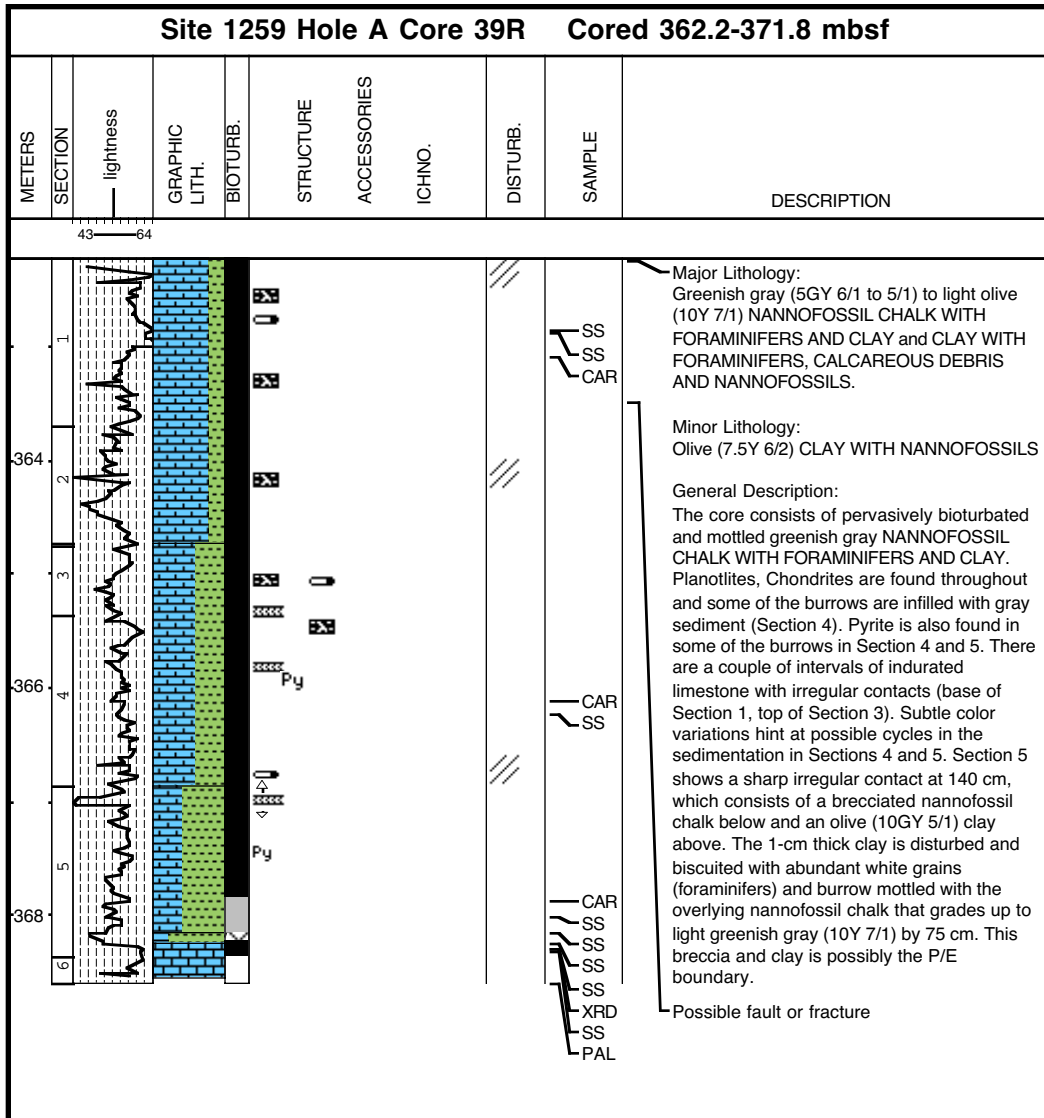 Site 1259 Hole A Core 39R Cored 362.2-371.8 mbsf
METERS
SECTION
lightness
GRAPHIC
LITH.
BIOTURB.
STRUCTURE
ACCESSORIES
ICHNO.
DISTURB.
SAMPLE
DESCRIPTION
43 64
1
2
3
4
5
6
364
366
368
Py
Py
SS
SS
CAR
CAR
SS
CAR
SS
SS
SS
SS
XRD
SS
PAL
Major Lithology:
Greenish gray (5GY 6/1 to 5/1) to light olive
(10Y 7/1) NANNOFOSSIL CHALK WITH
FORAMINIFERS AND CLAY and CLAY WITH
FORAMINIFERS, CALCAREOUS DEBRIS
AND NANNOFOSSILS.
Minor Lithology:
Olive (7.5Y 6/2) CLAY WITH NANNOFOSSILS
General Description:
The core consists of pervasively bioturbated
and mottled greenish gray NANNOFOSSIL
CHALK WITH FORAMINIFERS AND CLAY.
Planotlites, Chondrites are found throughout
and some of the burrows are infilled with gray
sediment (Section 4). Pyrite is also found in
some of the burrows in Section 4 and 5. There
are a couple of intervals of indurated
limestone with irregular contacts (base of
Section 1, top of Section 3). Subtle color
variations hint at possible cycles in the
sedimentation in Sections 4 and 5. Section 5
shows a sharp irregular contact at 140 cm,
which consists of a brecciated nannofossil
chalk below and an olive (10GY 5/1) clay
above. The 1-cm thick clay is disturbed and
biscuited with abundant white grains
(foraminifers) and burrow mottled with the
overlying nannofossil chalk that grades up to
light greenish gray (10Y 7/1) by 75 cm. This
breccia and clay is possibly the P/E
boundary.
Possible fault or fracture